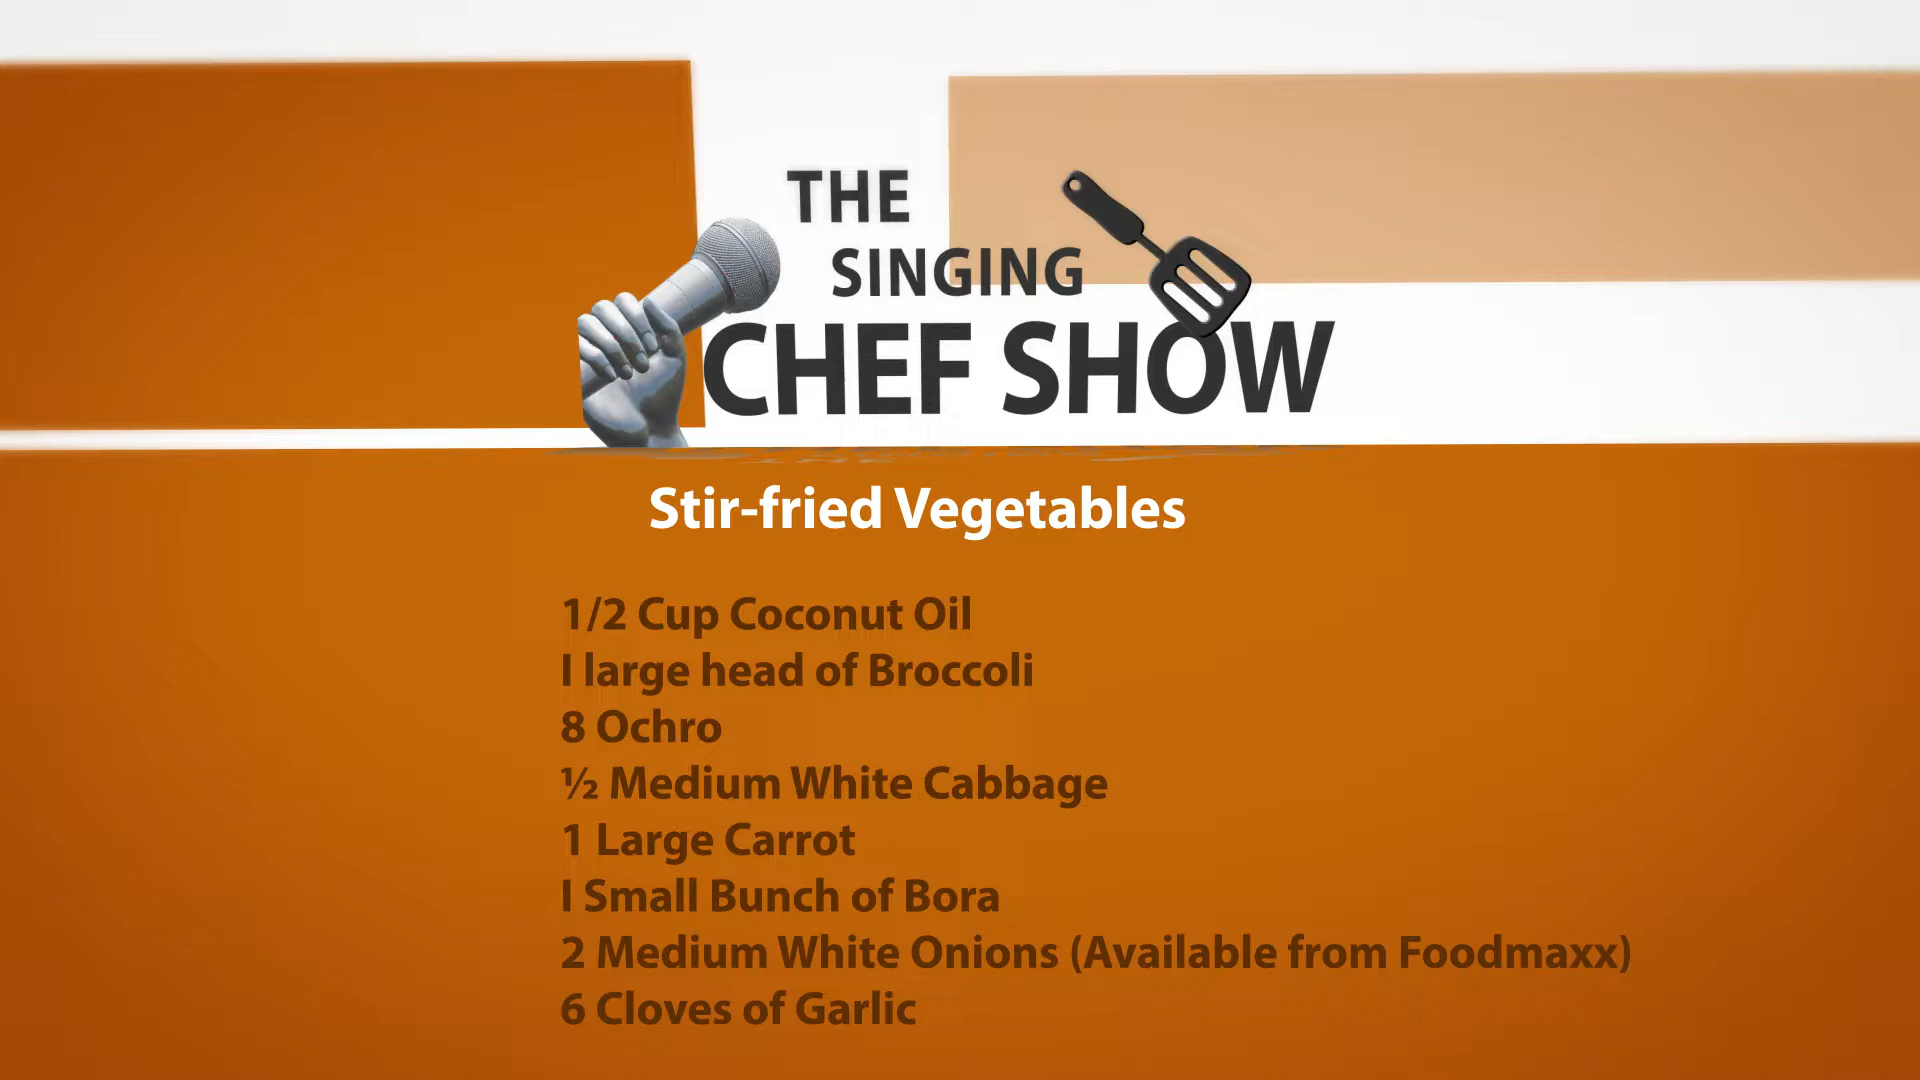 THE
SINGING
CHEF SHOW
Stir-fried Vegetables
1/2 Cup Coconut Oil
I large head of Broccoli
8 Ochro
½ Medium White Cabbage
1 Large Carrot
I Small Bunch of Bora
2 Medium White Onions (Available from Foodmaxx)
6 Cloves of Garlic